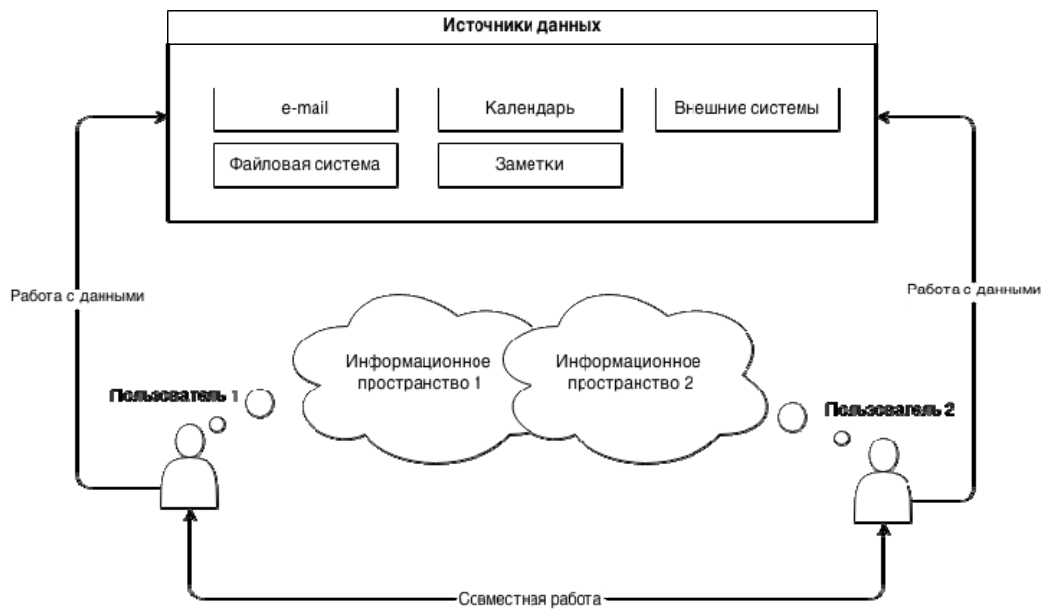 Источники данных
e-mail
Календарь
Внешние системы
Файловая система
Заметки
Работа с данными
Работа с данными
Информационное
пространство 1
Информационное
пространство 2
Пользователь 1
Пользователь 2
Совместная работа